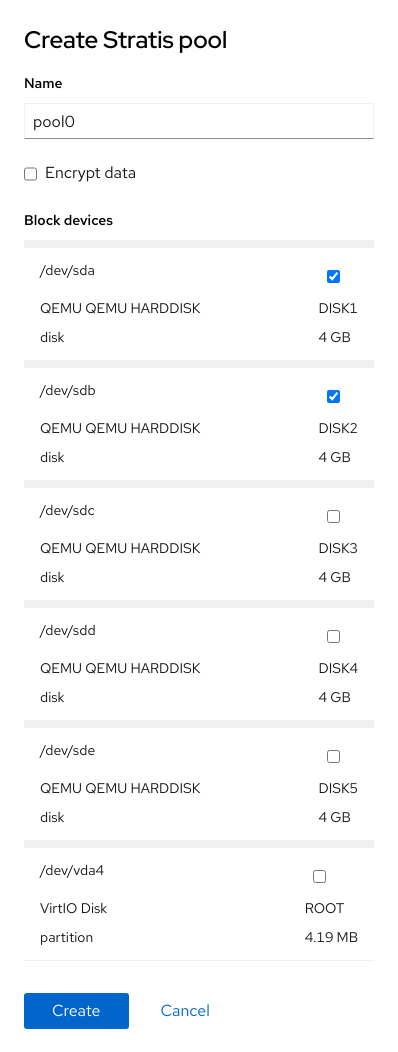 Create Stratis pool
Name
pool0
Encrypt data
Block devices
/dev/sda
QEMU QEMU HARDDISK DISK1
disk 4 GB
/dev/sdb
QEMU QEMU HARDDISK DISK2
disk 4 GB
/dev/sdc
QEMU QEMU HARDDISK DISK3
disk 4 GB
/dev/sdd
QEMU QEMU HARDDISK DISK4
disk 4 GB
/dev/sde
QEMU QEMU HARDDISK DISK5
disk 4 GB
/dev/vda4
VirtIO Disk ROOT
partition 4.19 MB
Create Cancel